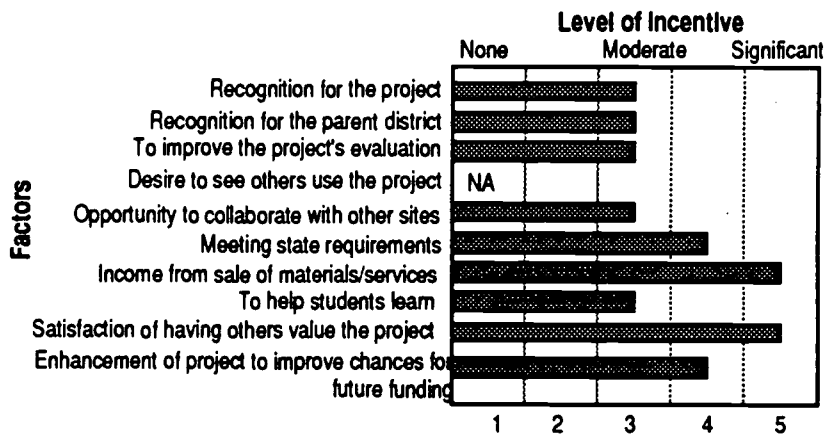 Level of Incentive
None Moderate Significant
Factors
Recognition for the project
Recognition for the parent district
To improve the project's evaluation
Desire to see others use the project NA
Opportunity to collaborate with other sites
Meeting state requirements
Income from sale of materials/services
To help students learn
Satisfaction of having others value the project
Enhancement of project to improve chances for
future funding
1 2 3 4 5